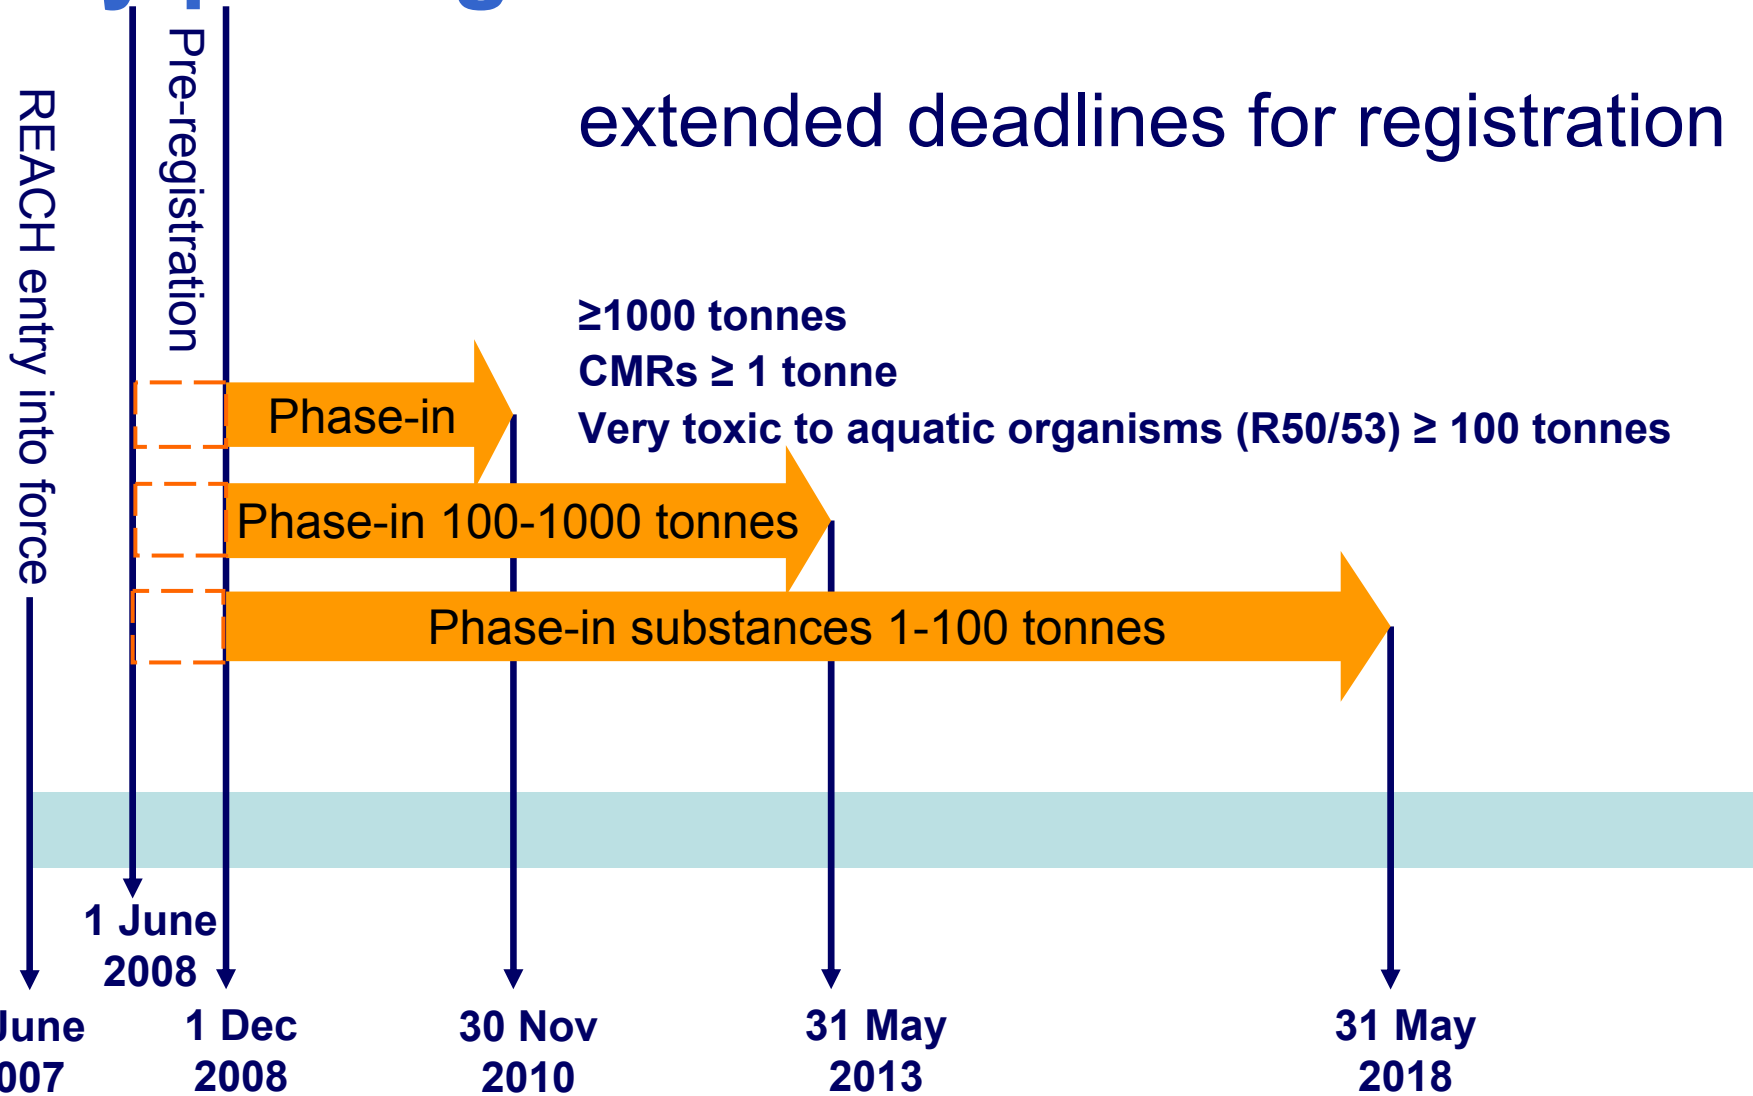 Pre-registration
REACH entry into force
extended deadlines for registration
≥1000 tonnes
CMRs ≥ 1 tonne
Very toxic to aquatic organisms (R50/53) ≥ 100 tonnes
Phase-in
Phase-in 100-1000 tonnes
Phase-in substances 1-100 tonnes
1 June
2008
June
007
1 Dec
2008
30 Nov
2010
31 May
2013
31 May
2018